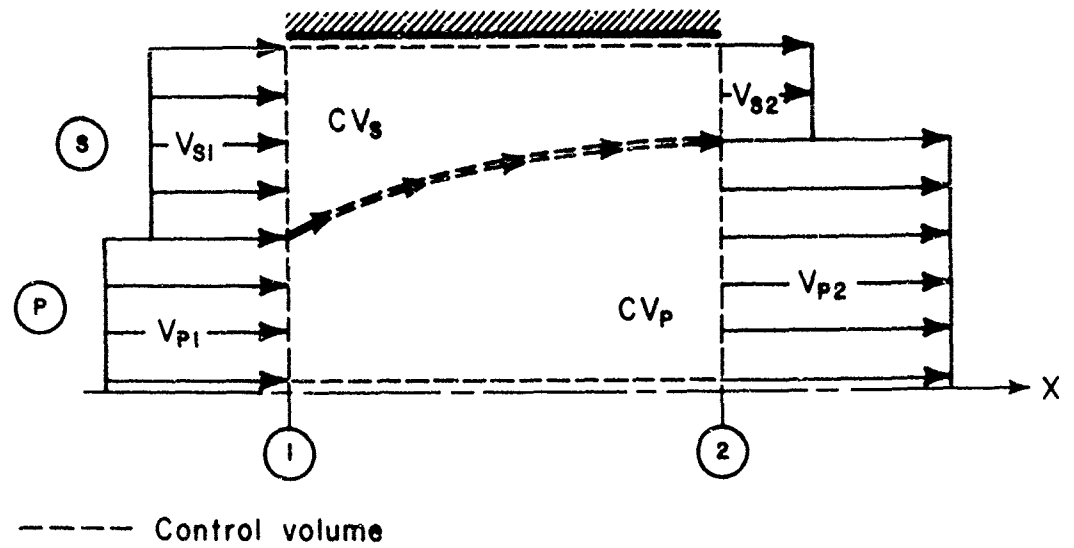 S
V_S1
CV_S
V_S2
P
V_P1
CV_P
V_P2
X
1
2
Control volume